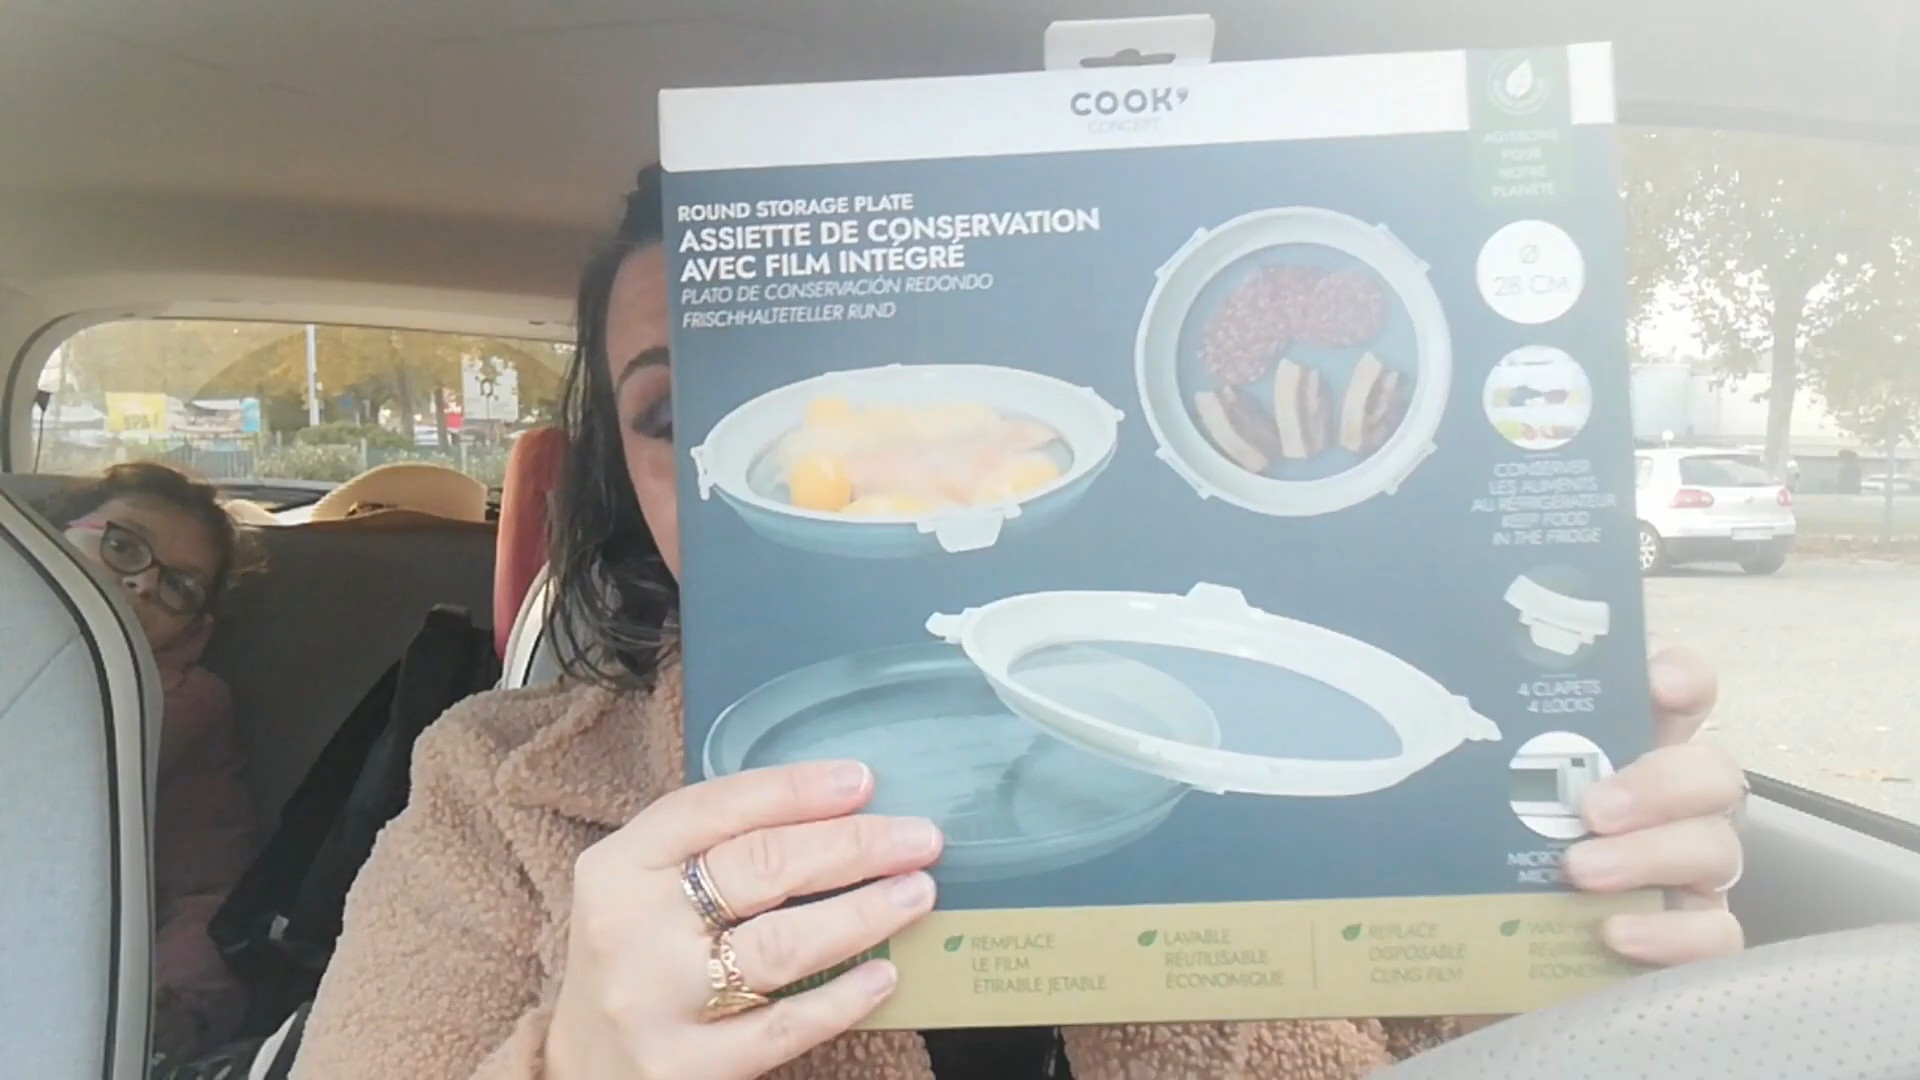 COOK'
CONCEPT
AGISSONS
POUR
NOTRE
PLANÈTE
ROUND STORAGE PLATE
ASSIETTE DE CONSERVATION
AVEC FILM INTÉGRÉ
PLATO DE CONSERVACIÓN REDONDO
FRISCHHALTETELLER RUND
Ø
28 CM
CONSERVER
LES ALIMENTS
AU RÉFRIGÉRATEUR
KEEP FOOD
IN THE FRIDGE
4 CLAPETS
4 LOCKS
REMPLACE
LE FILM
ÉTIRABLE JETABLE
LAVABLE
RÉUTILISABLE
ÉCONOMIQUE
REPLACE
DISPOSABLE
CLING FILM